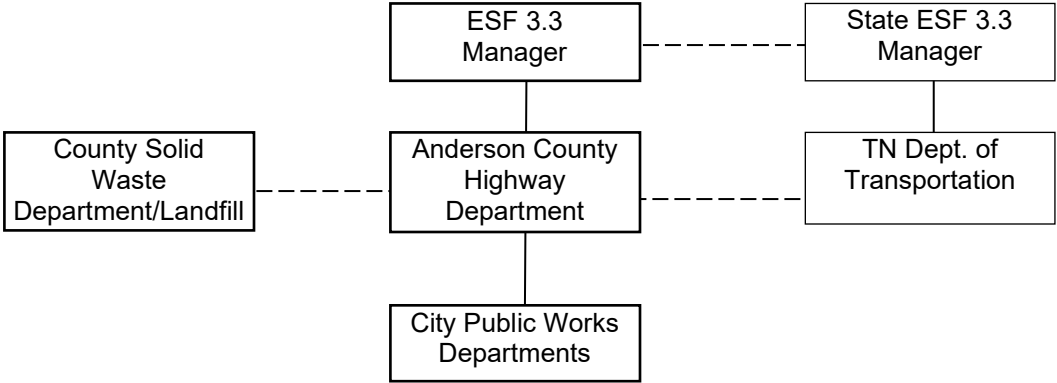 ESF 3.3
Manager
State ESF 3.3
Manager
County Solid
Waste
Department/Landfill
Anderson County
Highway
Department
TN Dept. of
Transportation
City Public Works
Departments